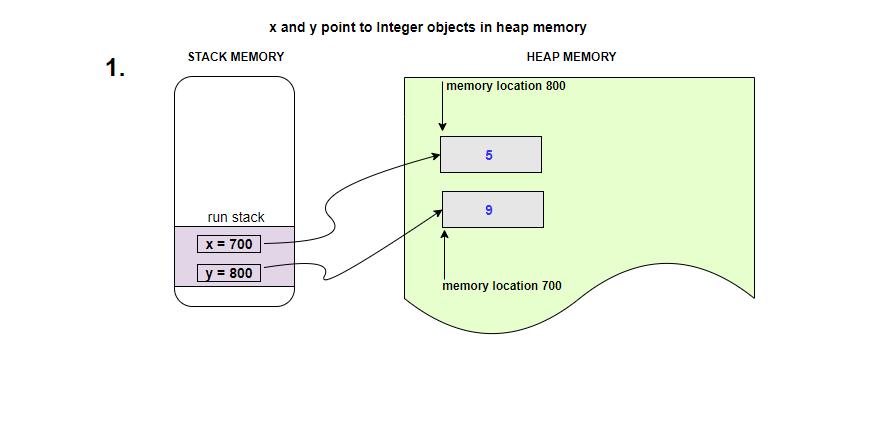 x and y point to Integer objects in heap memory
STACK MEMORY
HEAP MEMORY
1.
memory location 800
5
9
run stack
x = 700
y = 800
memory location 700